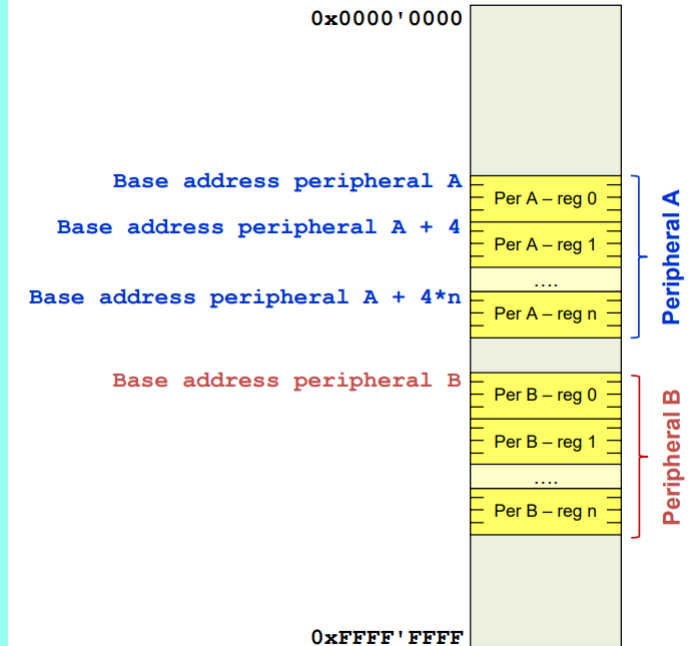 0x0000'0000
Base address peripheral A
Per A – reg 0
Base address peripheral A + 4
Per A – reg 1
....
Base address peripheral A + 4*n
Per A – reg n
Peripheral A
Base address peripheral B
Per B – reg 0
Per B – reg 1
....
Per B – reg n
Peripheral B
0xFFFF'FFFF